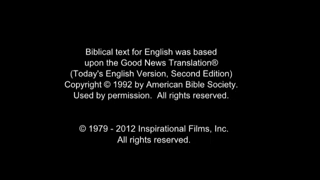 Biblical text for English was based
upon the Good News Translation®
(Today's English Version, Second Edition)
Copyright © 1992 by American Bible Society.
Used by permission.  All rights reserved.
© 1979 - 2012 Inspirational Films, Inc.
All rights reserved.